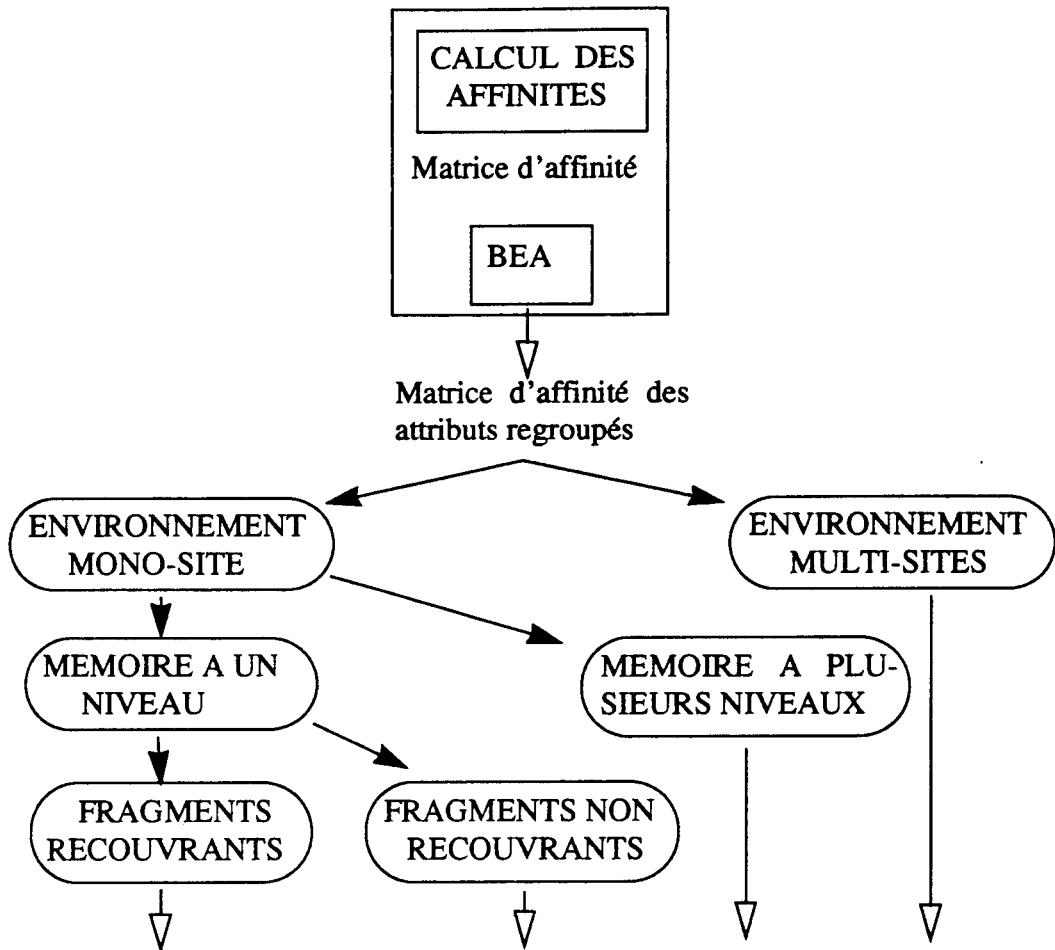 CALCUL DES
AFFINITES
Matrice d'affinité
BEA
Matrice d'affinité des
attributs regroupés
ENVIRONNEMENT
MONO-SITE
ENVIRONNEMENT
MULTI-SITES
MEMOIRE A UN
NIVEAU
MEMOIRE A PLU-
SIEURS NIVEAUX
FRAGMENTS
RECOUVRANTS
FRAGMENTS NON
RECOUVRANTS